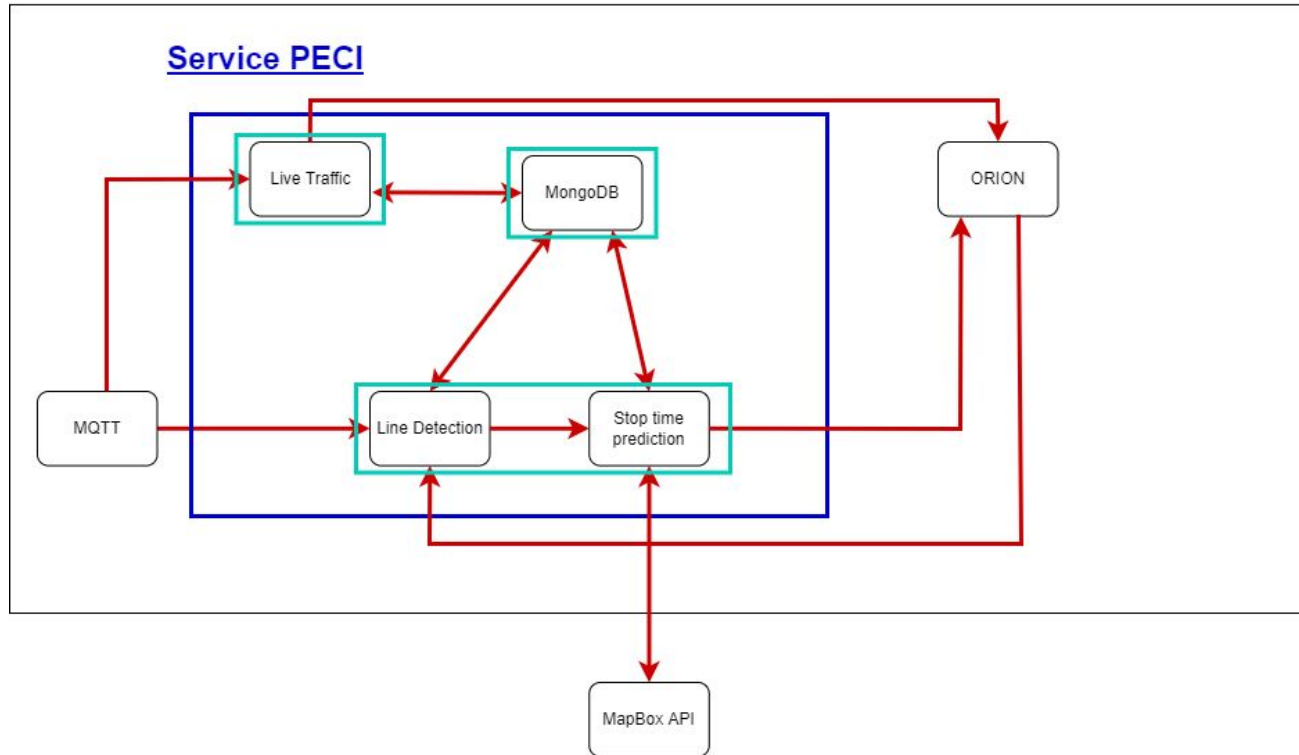 Service PECI
Live Traffic
MongoDB
ORION
MQTT
Line Detection
Stop time
prediction
MapBox API